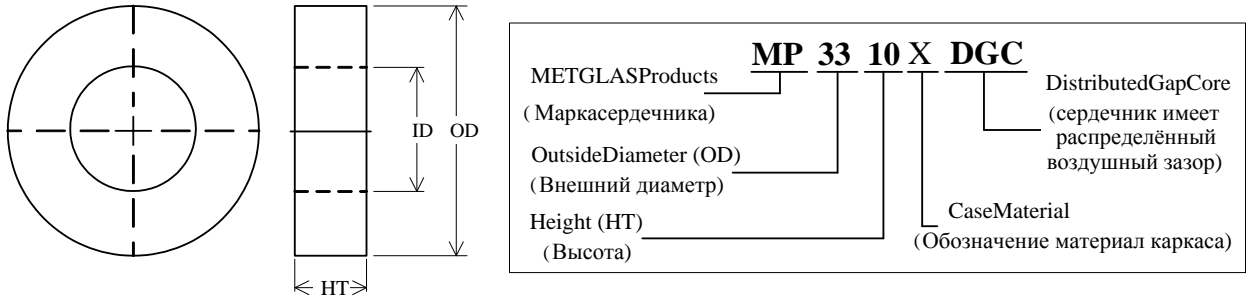 ID
OD
HT
MP 33 10 X DGC
METGLASProducts
(Маркасердечника)
OutsideDiameter (OD)
(Внешний диаметр)
Height (HT)
(Высота)
DistributedGapCore
(сердечник имеет
распределённый
воздушный зазор)
CaseMaterial
(Обозначение материал каркаса)